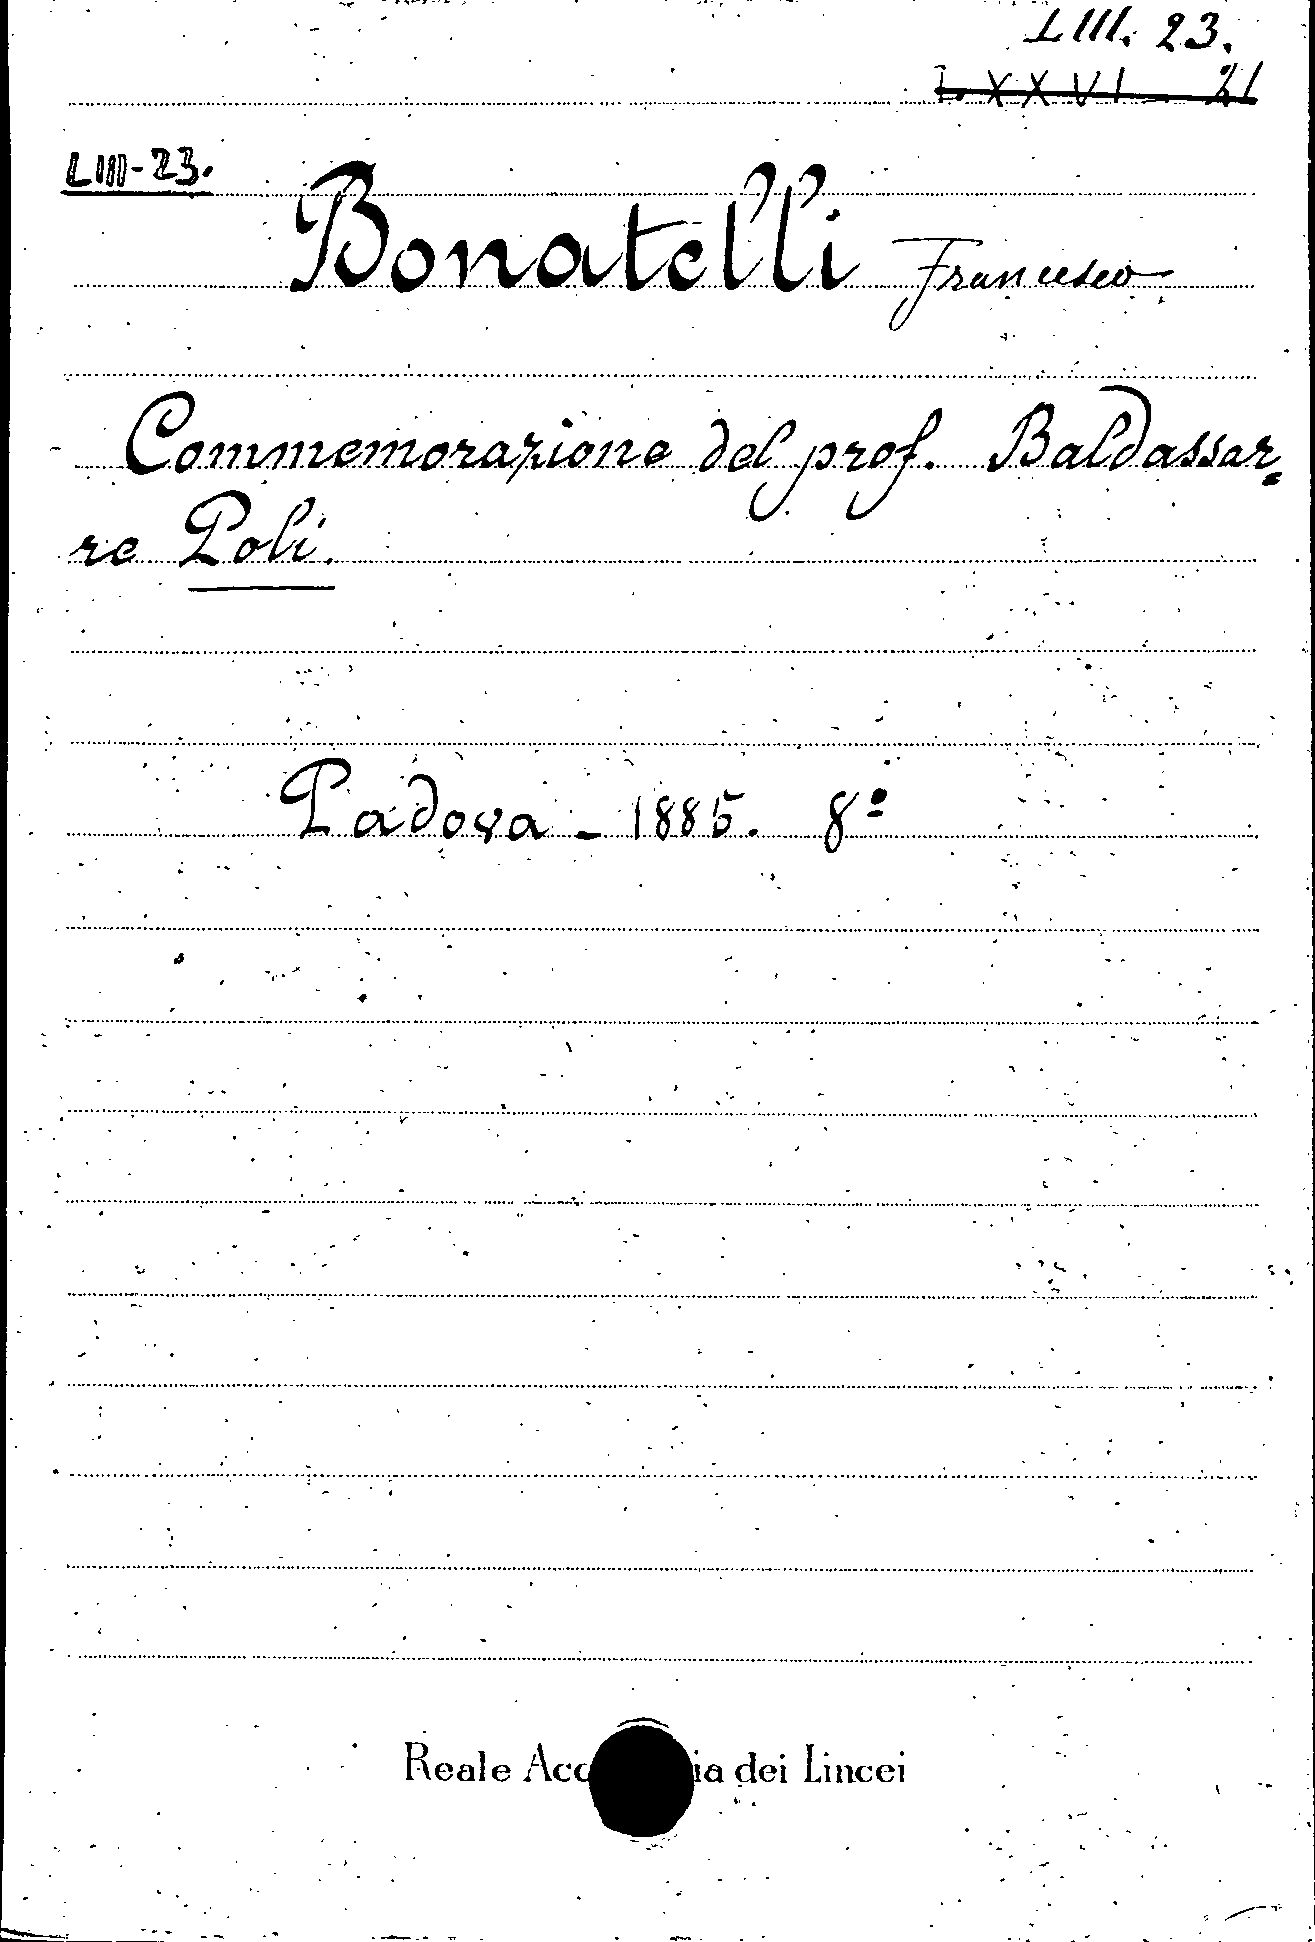 LIII. 23.
LXXVI 21
LIII-23.
Bonatelli Francesco
Commemorazione del prof. Baldassar=
re Poli.
Padova - 1885. 8º
Reale Acc ia dei Lincei